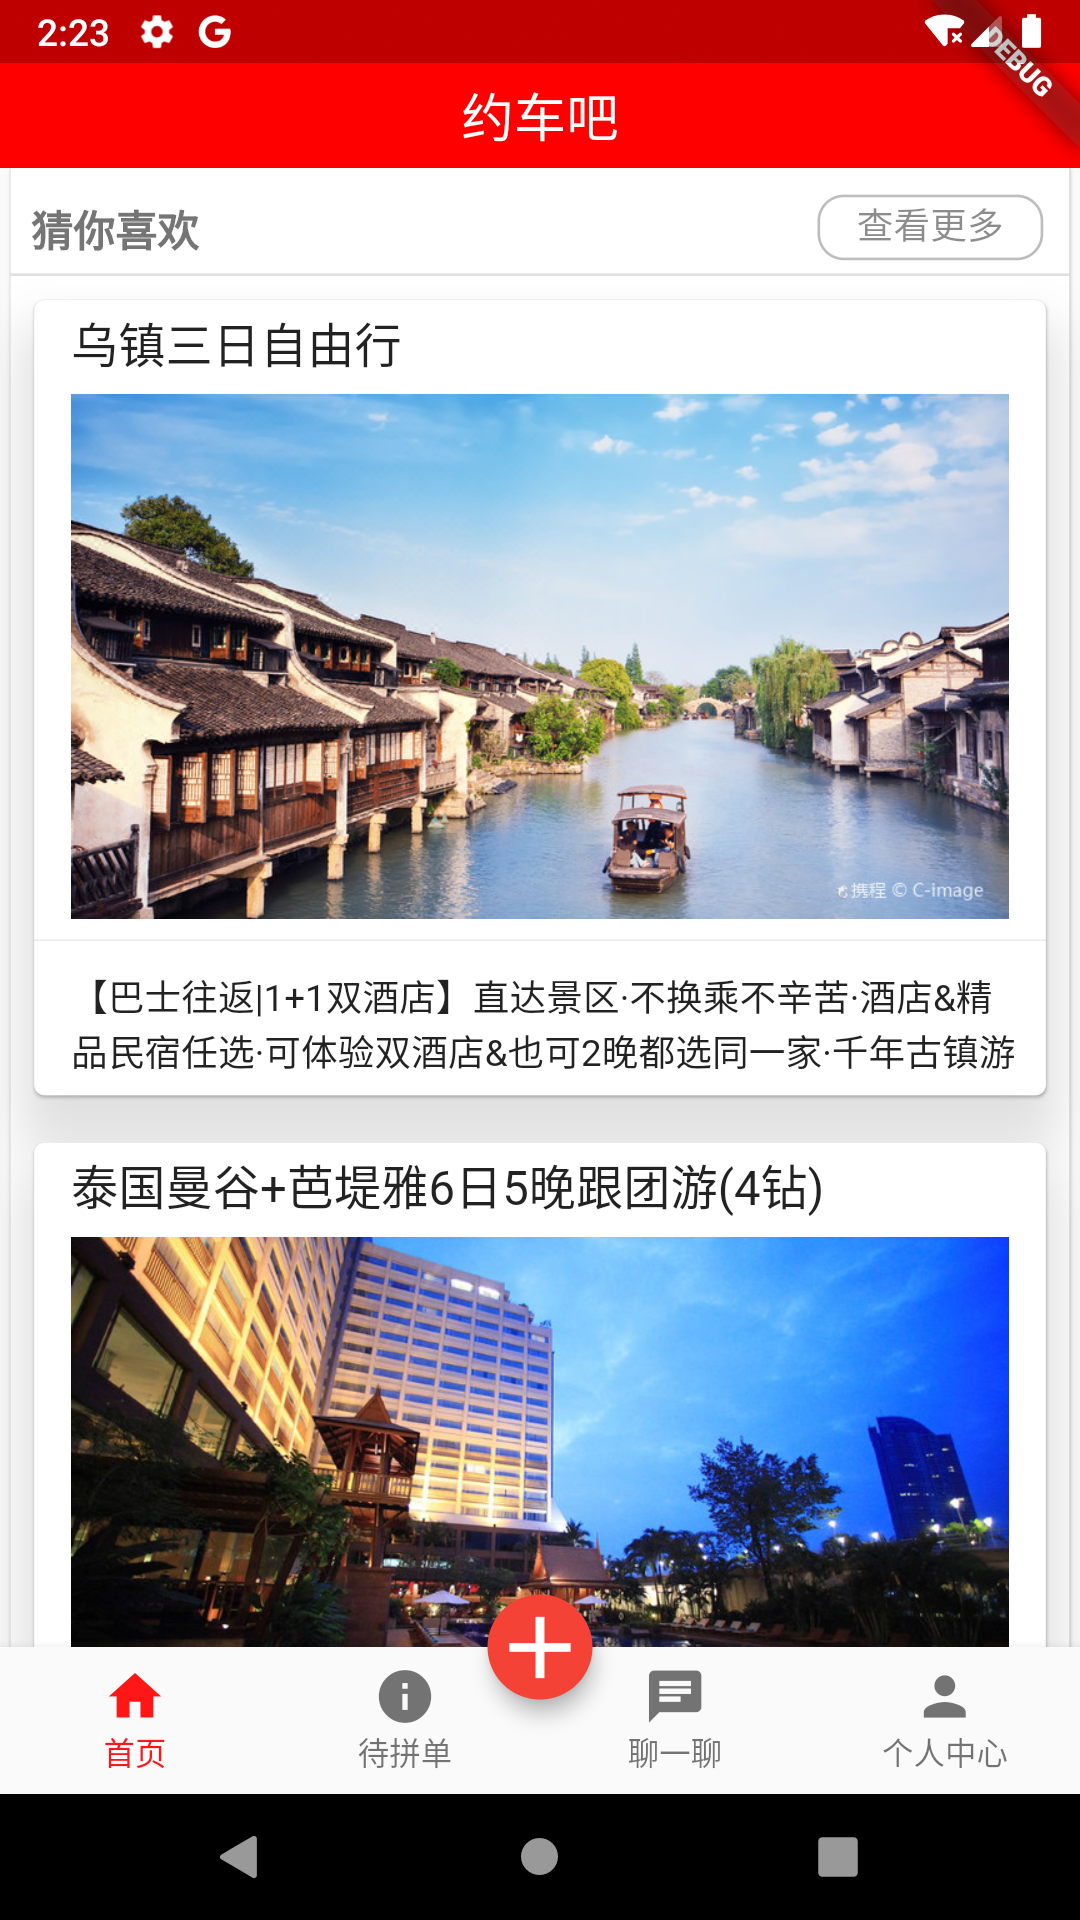 2:23
DEBUG
约车吧
猜你喜欢
查看更多
乌镇三日自由行
携程 © C-image
【巴士往返|1+1双酒店】直达景区·不换乘不辛苦·酒店&精
品民宿任选·可体验双酒店&也可2晚都选同一家·千年古镇游
泰国曼谷+芭堤雅6日5晚跟团游(4钻)
首页
待拼单
聊一聊
个人中心